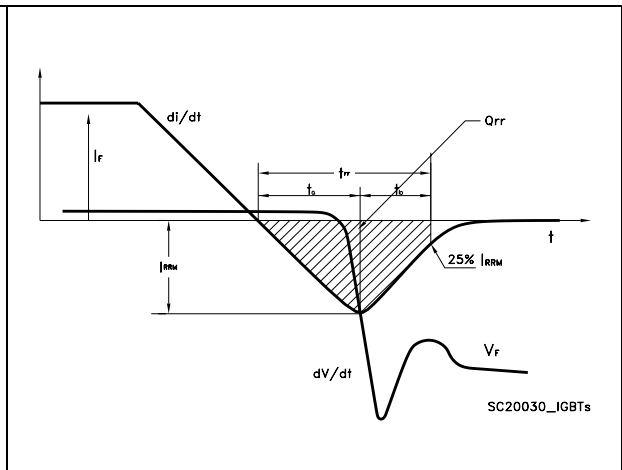 di/dt
Qrr
IF
trr
ta
tb
t
IRRM
25% IRRM
dV/dt
VF
SC20030_IGBTs